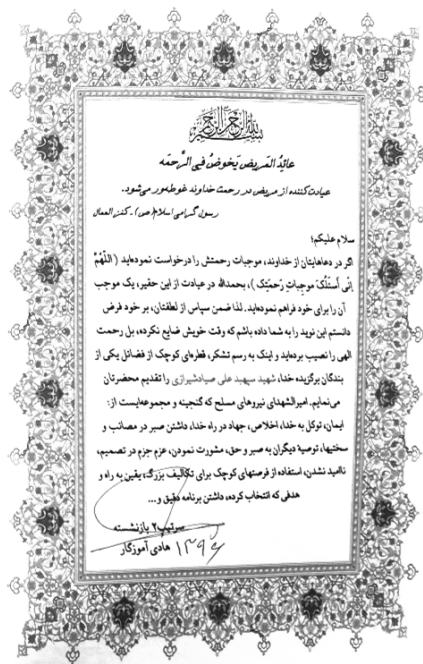 بسم الله الرحمن الرحیم
عائِدُ المَریضِ یَخوضُ فِی الرَّحمَه
عیادت‌کننده از مریض در رحمت خداوند غوطه‌ور می‌شود.
رسول گرامی اسلام (ص) - کنز العمال
سلام علیکم؛
اگر در دعاهایتان از خداوند، موجبات رحمتش را درخواست نموده‌اید ( اللّهُمَّ
اِنّی أَسئَلُکَ موجِباتِ رَحمَتِک )، بحمدالله در عیادت از این حقیر، یک موجب
آن را برای خود فراهم نموده‌اید. لذا ضمن سپاس از لطفتان، بر خود فرض
دانستم این نوید را به شما داده باشم که وقت خویش ضایع نکرده، بل رحمت
الهی را نصیب برده‌اید و اینک به رسم تشکر، قطره‌ای کوچک از فضائل یکی از
بندگان برگزیده خدا، شهید سپهبد علی صیادشیرازی را تقدیم محضرتان
می‌نمایم. امیرالشهدای نیروهای مسلح که گنجینه و مجموعه‌ایست از:
ایمان، توکل به خدا، اخلاص، جهاد در راه خدا، داشتن صبر در مصائب و
سختیها، توصیهٔ دیگران به صبر و حق، مشورت نمودن، عزم جزم در تصمیم،
ناامید نشدن، استفاده از فرصتهای کوچک برای تکالیف بزرگ، یقین به راه و
هدفی که انتخاب کرده، داشتن برنامه دقیق و...
سرتیپ۲ بازنشسته
هادی آموزگار